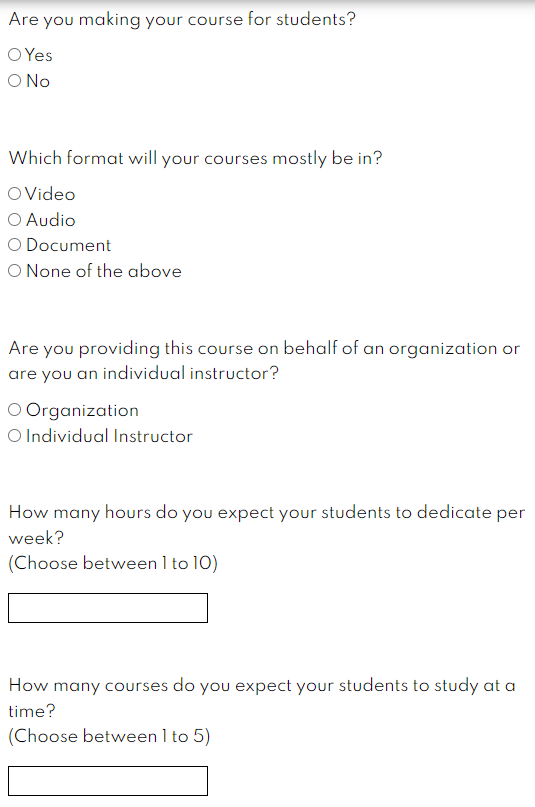 Are you making your course for students?
Yes
No
Which format will your courses mostly be in?
Video
Audio
Document
None of the above
Are you providing this course on behalf of an organization or
are you an individual instructor?
Organization
Individual Instructor
How many hours do you expect your students to dedicate per
week?
(Choose between 1 to 10)
How many courses do you expect your students to study at a
time?
(Choose between 1 to 5)